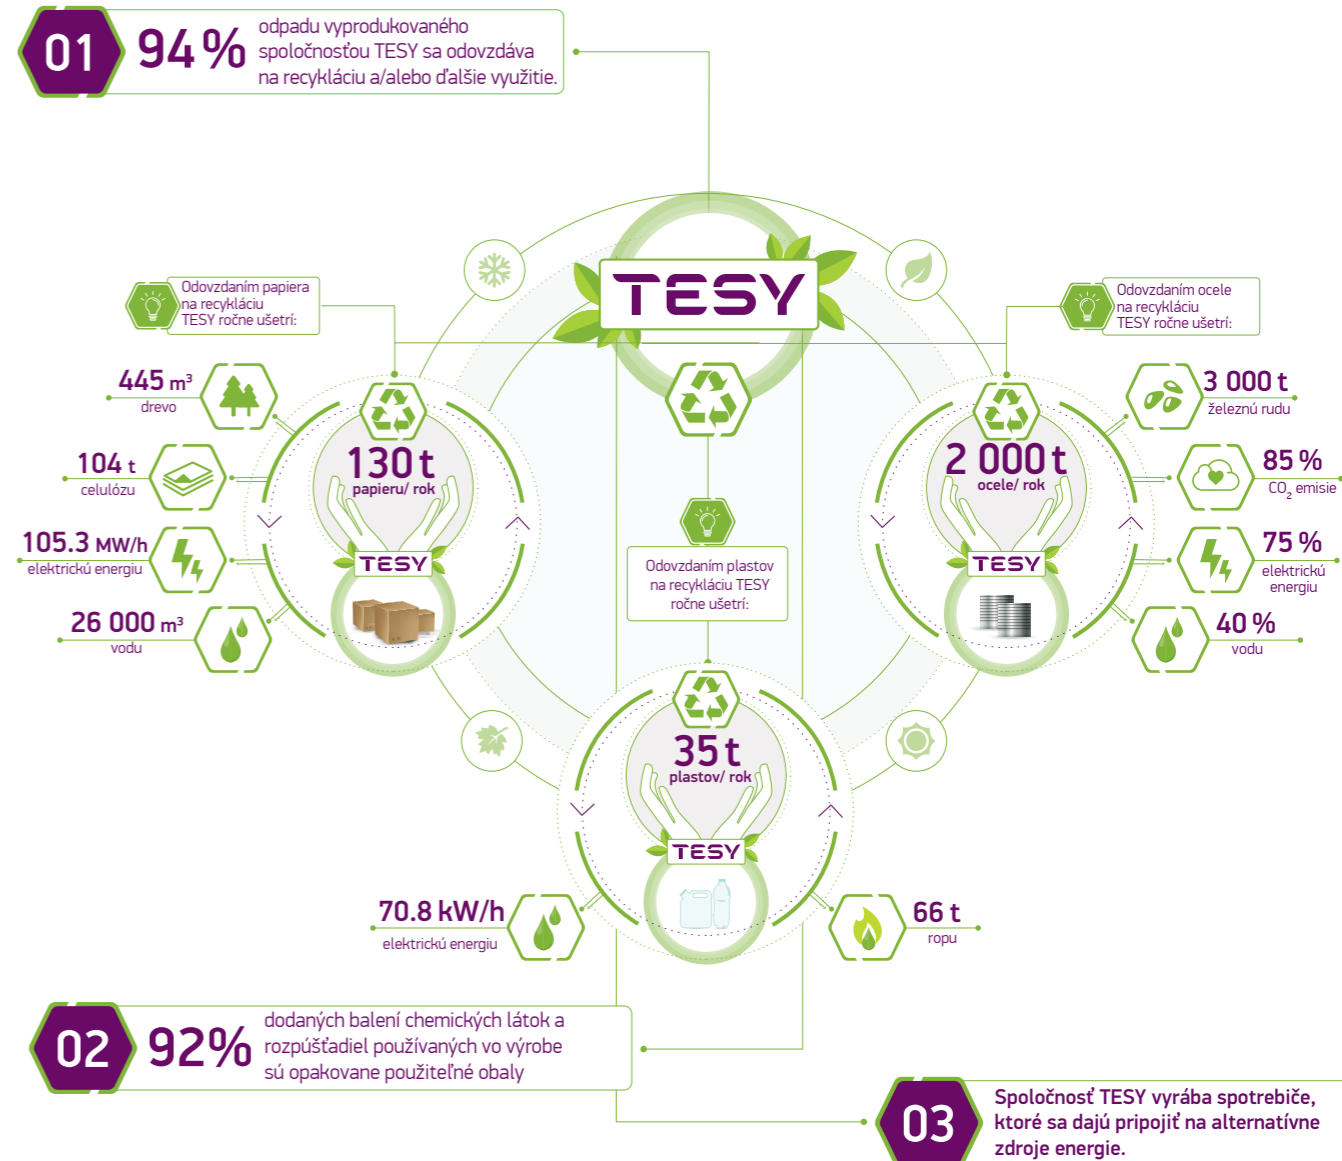 01
94 %
odpadu vyprodukovaného
spoločnosťou TESY sa odovzdáva
na recykláciu a/alebo ďalšie využitie.
TESY
Odovzdaním papiera
na recykláciu
TESY ročne ušetrí:
445 m³
drevo
104 t
celulózu
105.3 MW/h
elektrickú energiu
26 000 m³
vodu
130 t
papieru/ rok
TESY
Odovzdaním ocele
na recykláciu
TESY ročne ušetrí:
2 000 t
ocele/ rok
TESY
3 000 t
železnú rudu
85 %
CO₂ emisie
75 %
elektrickú
energiu
40 %
vodu
Odovzdaním plastov
na recykláciu TESY
ročne ušetrí:
35 t
plastov/ rok
TESY
70.8 kW/h
elektrickú energiu
66 t
ropu
02
92%
dodaných balení chemických látok a
rozpúšťadiel používaných vo výrobe
sú opakovane použiteľné obaly
03
Spoločnosť TESY vyrába spotrebiče,
ktoré sa dajú pripojiť na alternatívne
zdroje energie.